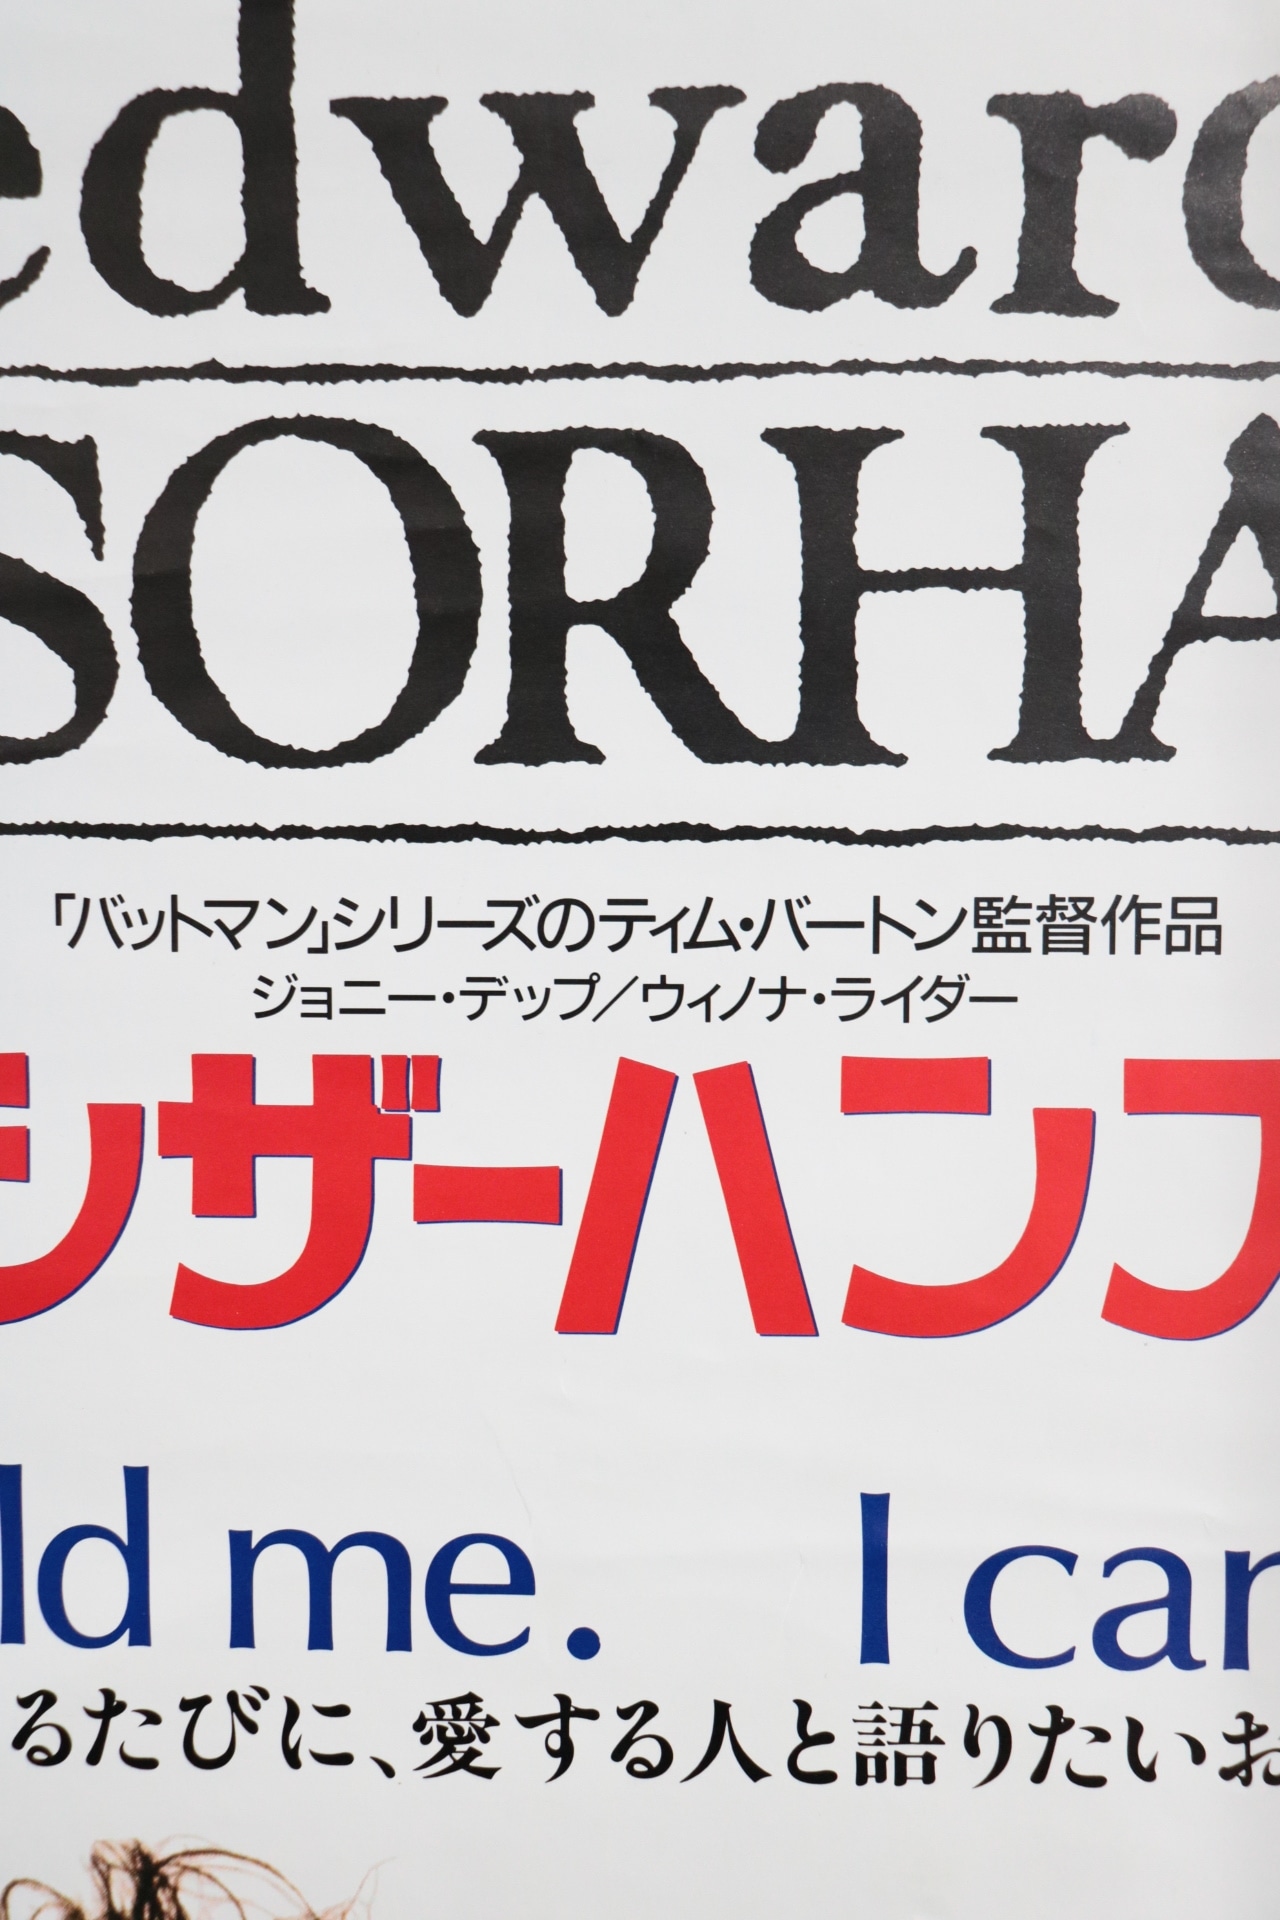 edward
SORHA
「バットマン」シリーズのティム・バートン監督作品
ジョニー・デップ／ウィノナ・ライダー
シザーハンズ
ld me. I can
るたびに、愛する人と語りたいお